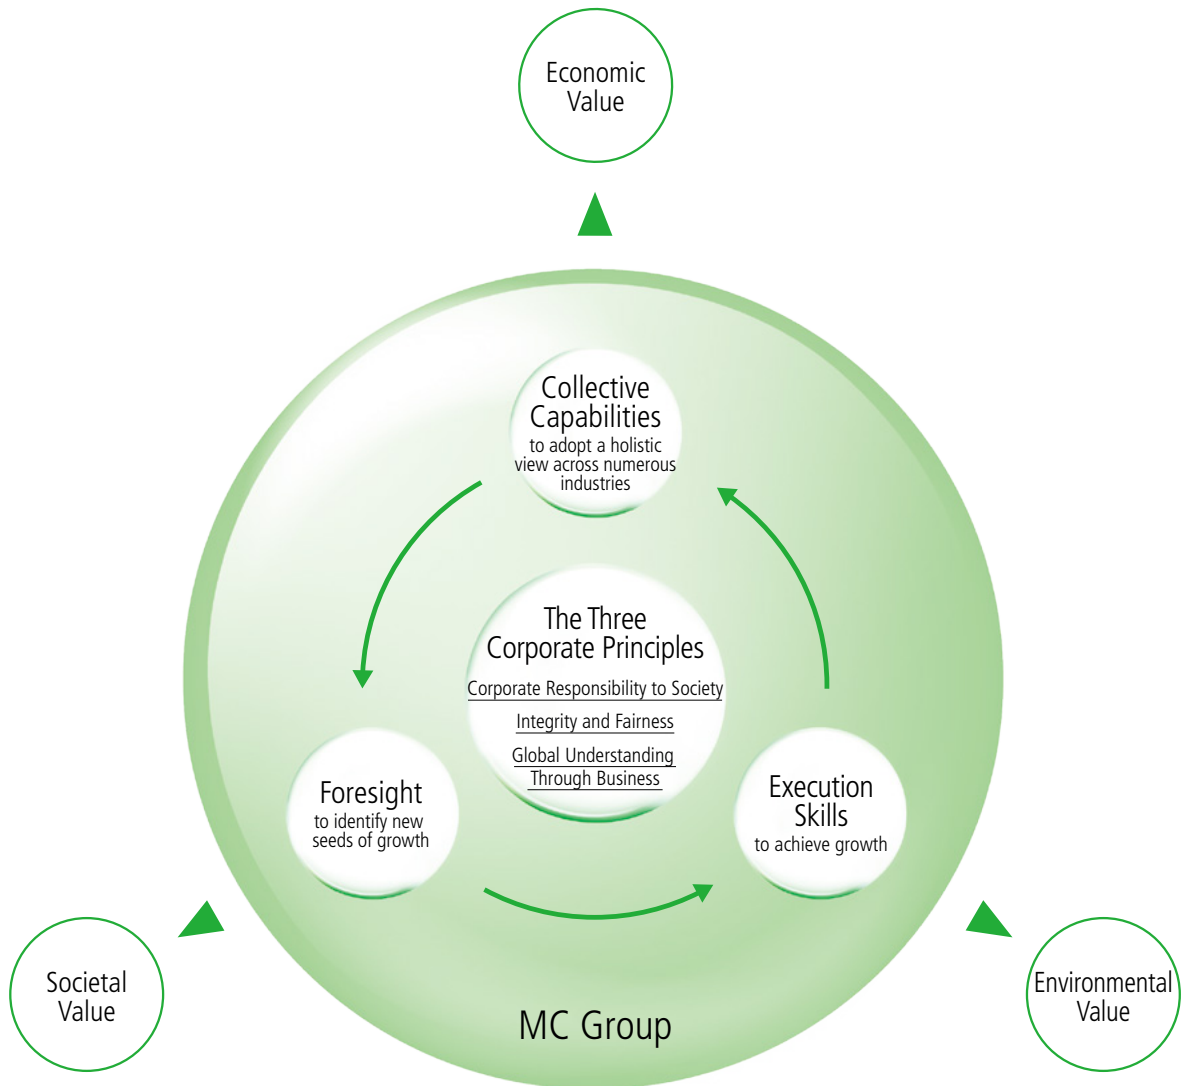 Economic
Value
Collective
Capabilities
to adopt a holistic
view across numerous
industries
The Three
Corporate Principles
Corporate Responsibility to Society
Integrity and Fairness
Global Understanding
Through Business
Foresight
to identify new
seeds of growth
Execution
Skills
to achieve growth
Societal
Value
Environmental
Value
MC Group